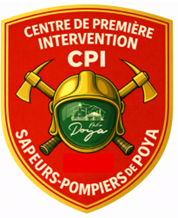 CENTRE DE PREMIÈRE
INTERVENTION
CPI
Poya
SAPEURS-POMPIERS DE POYA